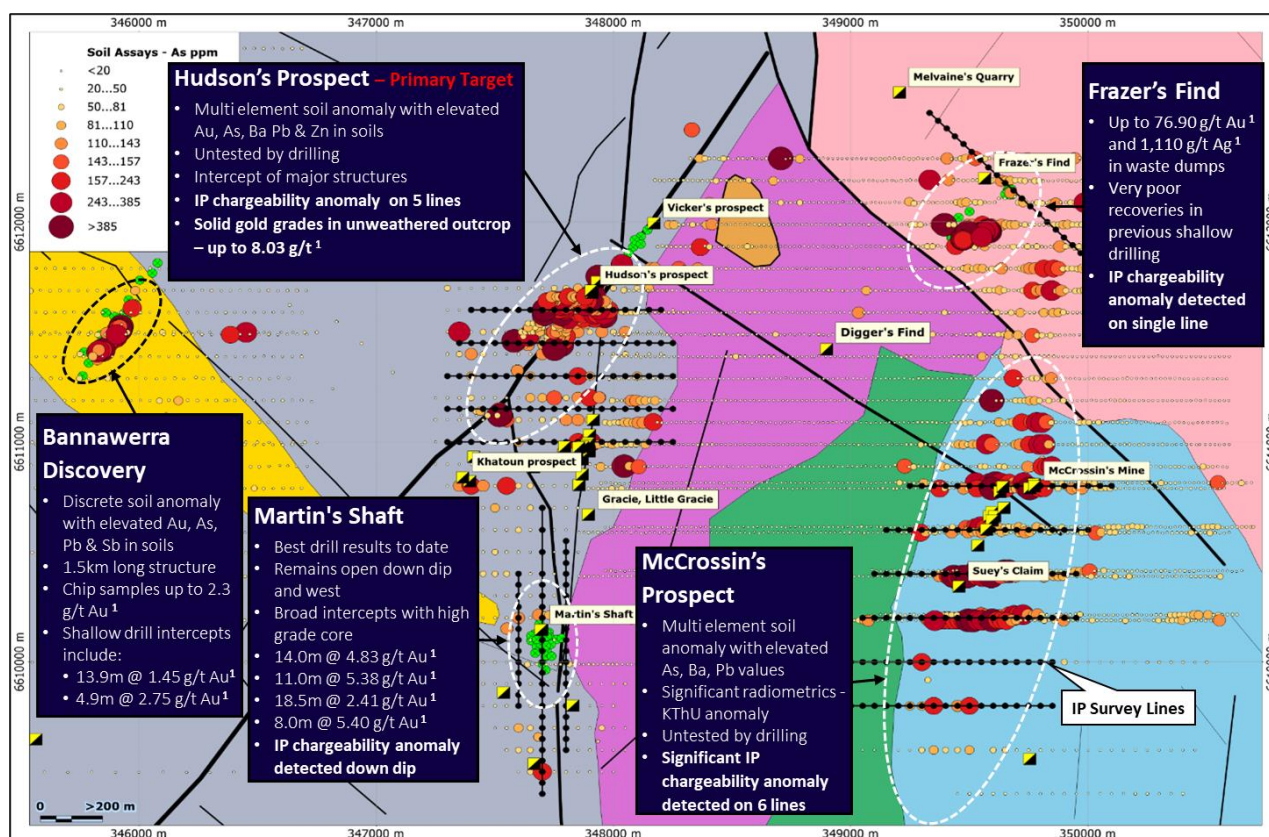 346000 m
347000 m
348000 m
349000 m
350000 m
Soil Assays - As ppm
<20
20...50
50...81
81...110
110...143
143...157
157...243
243...385
>385
Hudson's Prospect – Primary Target
• Multi element soil anomaly with elevated
Au, As, Ba Pb & Zn in soils
• Untested by drilling
• Intercept of major structures
• IP chargeability anomaly on 5 lines
• Solid gold grades in unweathered outcrop
– up to 8.03 g/t ¹
Melvaine's Quarry
Frazer's Find
Vicker's prospect
Hudson's prospect
Digger's Find
Frazer's Find
• Up to 76.90 g/t Au ¹
and 1,110 g/t Ag ¹
in waste dumps
• Very poor
recoveries in
previous shallow
drilling
• IP chargeability
anomaly detected
on single line
6612000 m
6612000 m
6611000 m
6611000 m
6610000 m
6610000 m
Bannawerra
Discovery
• Discrete soil anomaly
with elevated Au, As,
Pb & Sb in soils
• 1.5km long structure
• Chip samples up to 2.3
g/t Au ¹
• Shallow drill intercepts
include:
• 13.9m @ 1.45 g/t Au ¹
• 4.9m @ 2.75 g/t Au ¹
Khatoun prospect
Gracie, Little Gracie
McCrossin's Mine
Suey's Claim
Martin's Shaft
• Best drill results to date
• Remains open down dip
and west
• Broad intercepts with high
grade core
• 14.0m @ 4.83 g/t Au ¹
• 11.0m @ 5.38 g/t Au ¹
• 18.5m @ 2.41 g/t Au ¹
• 8.0m @ 5.40 g/t Au ¹
• IP chargeability anomaly
detected down dip
Martin's Shaft
McCrossin's
Prospect
• Multi element soil
anomaly with elevated
As, Ba, Pb values
• Significant radiometrics -
KThU anomaly
• Untested by drilling
• Significant IP
chargeability anomaly
detected on 6 lines
IP Survey Lines
0 >200 m
346000 m
347000 m
348000 m
349000 m
350000 m